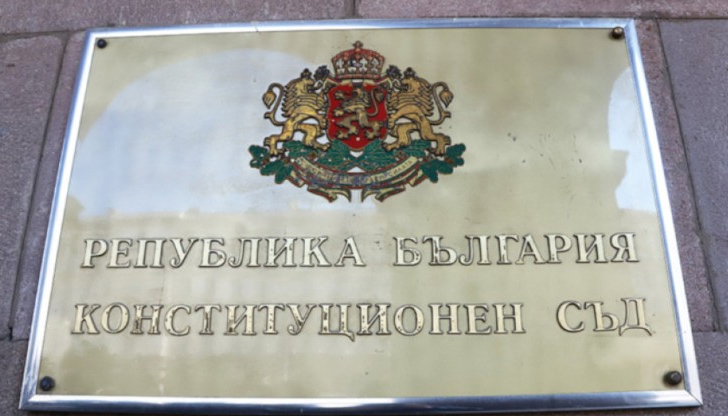 РЕПУБЛИКА БЪЛГАРИЯ
КОНСТИТУЦИОНЕН СЪД